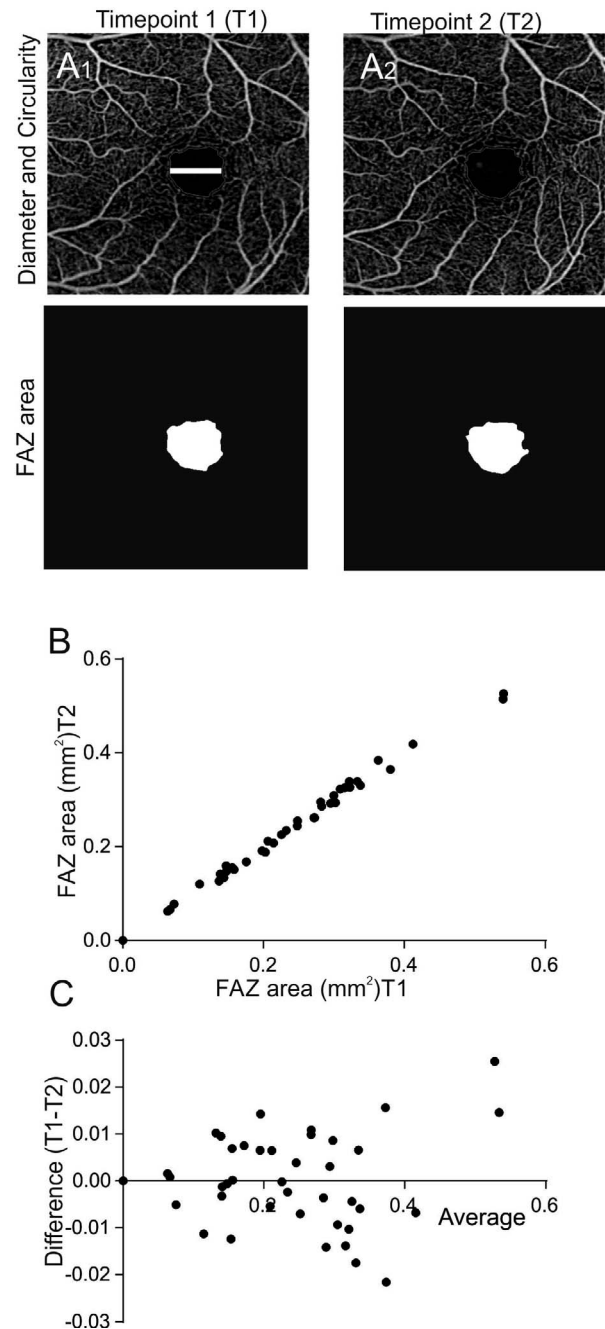 Timepoint 1 (T1)
Timepoint 2 (T2)
Diameter and Circularity
A1
A2
FAZ area
B
0.6
0.4
0.2
0.0
FAZ area (mm²)T2
0.0
0.2
0.4
0.6
FAZ area (mm²)T1
C
0.03
0.02
0.01
0.00
-0.01
-0.02
-0.03
Difference (T1-T2)
0.2
0.4
0.6
Average